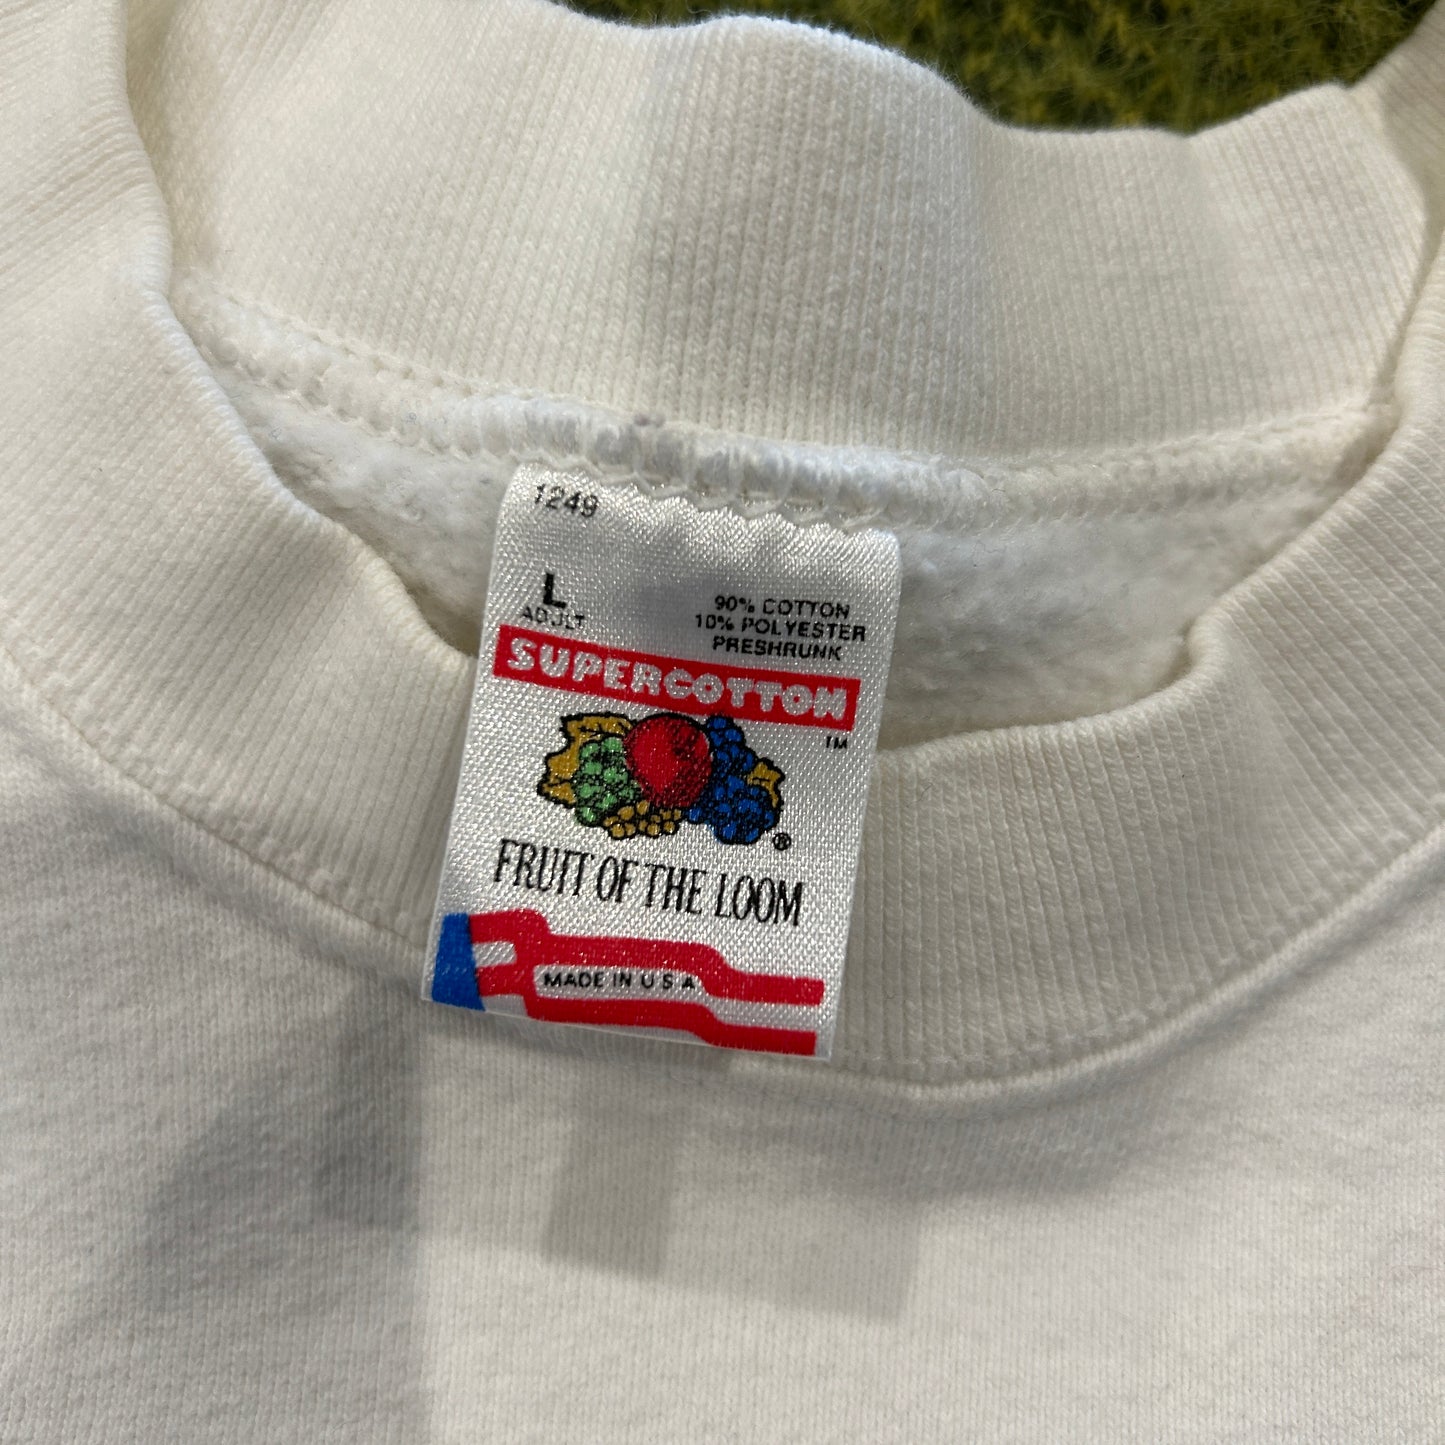 1249
L
ADULT
90% COTTON
10% POLYESTER
PRESHRUNK
SUPERCOTTON
TM
®
FRUIT OF THE LOOM
MADE IN U S A